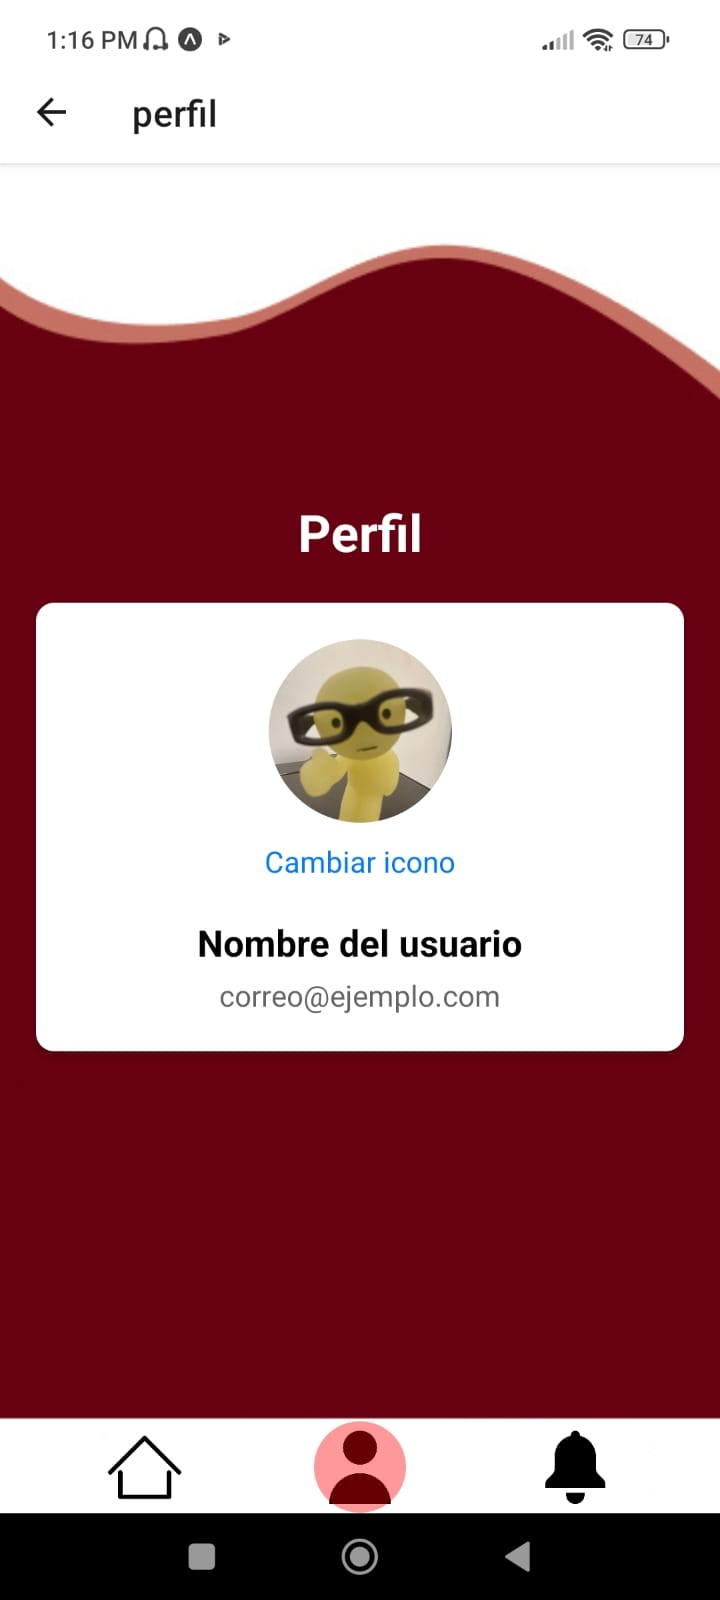 1:16 PM
74
perfil
Perfil
Cambiar icono
Nombre del usuario
correo@ejemplo.com